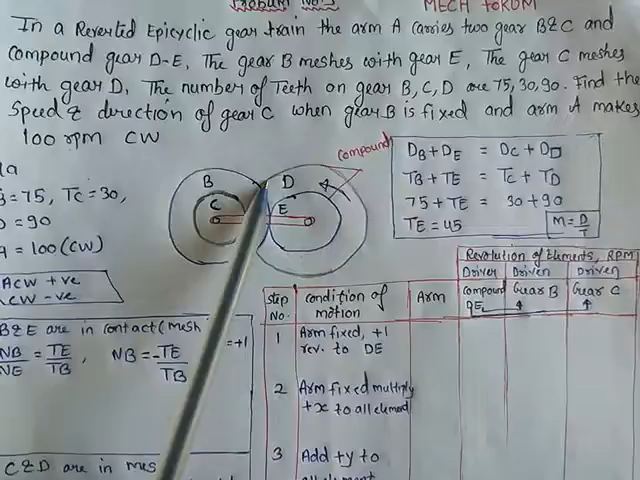 Problem No.
MECH FORUM
In a Reverted Epicyclic gear train the arm A carries two gear B&C and
compound gear D-E, The gear B meshes with gear E, The gear C meshes
with gear D, The number of Teeth on gear B, C, D are 75, 30, 90. Find the
Speed & direction of gear C when gear B is fixed and arm A makes
100 rpm CW
= 75, TC = 30,
= 90
= 100 (CW)
ACW +ve
CW -ve
compound
B
D
C
E
DB + DE = DC + DD
TB + TE = TC + TD
75 + TE = 30 + 90
TE = 45
M = D/T
B&E are in contact (mesh
= +1
NB/NE = TE/TB , NB = -TE/TB
C & D are in mes
Revolution of Elements, RPM
Driver Driven Driven
Step No. Condition of motion Arm Compound DE Gear B Gear C
1 Arm fixed, +1 rev. to DE
2 Arm fixed multiply +x to all element
3 Add +y to
all element